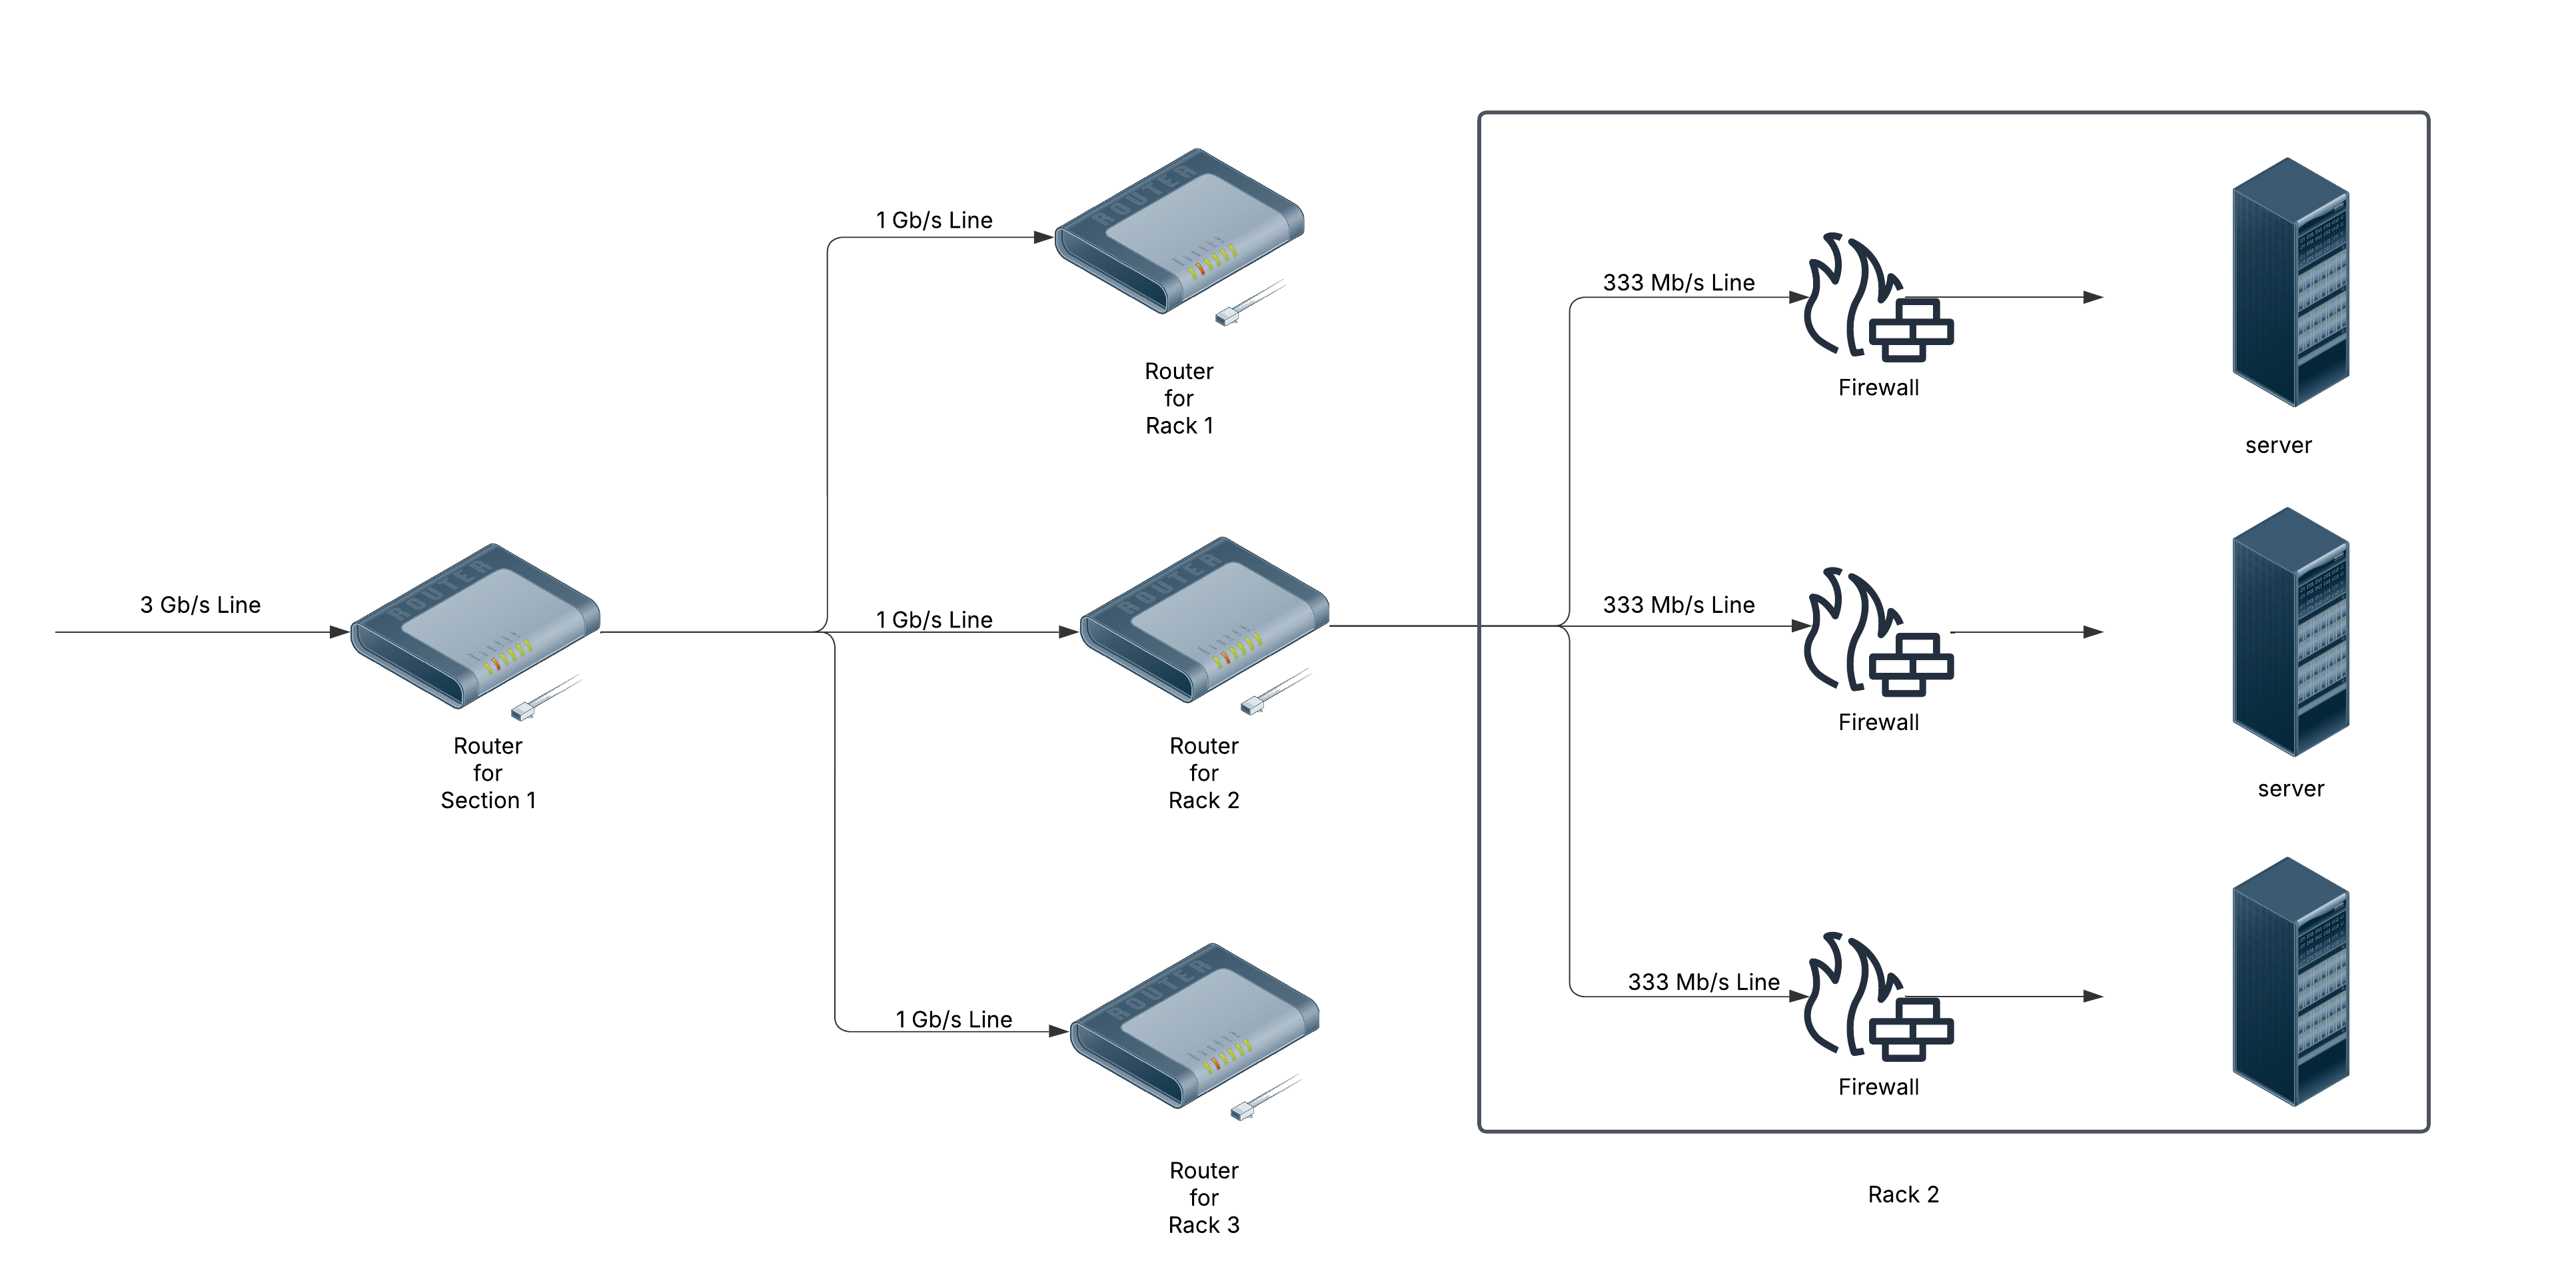 ROUTER
1 Gb/s Line
Router
for
Rack 1
333 Mb/s Line
Firewall
server
3 Gb/s Line
ROUTER
Router
for
Section 1
1 Gb/s Line
ROUTER
Router
for
Rack 2
333 Mb/s Line
Firewall
server
1 Gb/s Line
ROUTER
Router
for
Rack 3
333 Mb/s Line
Firewall
Rack 2